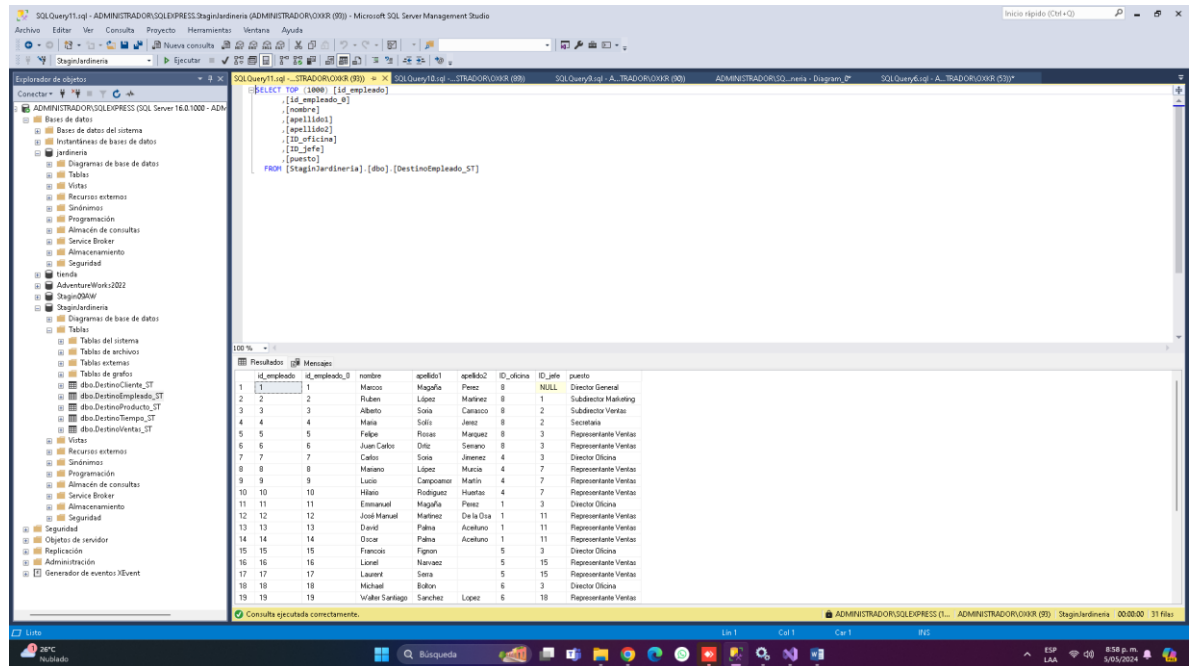 SQLQuery11.sql - ADMINISTRADOR\SQLEXPRESS.StaginJardineria (ADMINISTRADOR\OXKR (93)) - Microsoft SQL Server Management Studio
Inicio rápido (Ctrl+Q)
Archivo Editar Ver Consulta Proyecto Herramientas Ventana Ayuda
Nueva consulta
StaginJardineria Ejecutar
Explorador de objetos
SQLQuery11.sql -...STRADOR\OXKR (93)) SQLQuery10.sql -...STRADOR\OXKR (89)) SQLQuery9.sql - A...TRADOR\OXKR (90)) ADMINISTRADOR\SQ...neria - Diagram_0* SQLQuery6.sql - A...TRADOR\OXKR (53))*
Conectar
ADMINISTRADOR\SQLEXPRESS (SQL Server 16.0.1000 - ADM
Bases de datos
Bases de datos del sistema
Instantáneas de bases de datos
jardineria
Diagramas de base de datos
Tablas
Vistas
Recursos externos
Sinónimos
Programación
Almacén de consultas
Service Broker
Almacenamiento
Seguridad
tienda
AdventureWorks2022
Stagin09AW
StaginJardineria
Diagramas de base de datos
Tablas
Tablas del sistema
Tablas de archivos
Tablas externas
Tablas de grafos
dbo.DestinoCliente_ST
dbo.DestinoEmpleado_ST
dbo.DestinoProducto_ST
dbo.DestinoTiempo_ST
dbo.DestinoVentas_ST
Vistas
Recursos externos
Sinónimos
Programación
Almacén de consultas
Service Broker
Almacenamiento
Seguridad
Seguridad
Objetos de servidor
Replicación
Administración
Generador de eventos XEvent
SELECT TOP (1000) [id_empleado]
,[id_empleado_0]
,[nombre]
,[apellido1]
,[apellido2]
,[ID_oficina]
,[ID_jefe]
,[puesto]
FROM [StaginJardineria].[dbo].[DestinoEmpleado_ST]
100 %
Resultados Mensajes
id_empleado id_empleado_0 nombre apellido1 apellido2 ID_oficina ID_jefe puesto
1 1 1 Marcos Magaña Perez 8 NULL Director General
2 2 2 Ruben López Martinez 8 1 Subdirector Marketing
3 3 3 Alberto Soria Carrasco 8 2 Subdirector Ventas
4 4 4 Maria Solís Jerez 8 2 Secretaria
5 5 5 Felipe Rosas Marquez 8 3 Representante Ventas
6 6 6 Juan Carlos Ortiz Serrano 8 3 Representante Ventas
7 7 7 Carlos Soria Jimenez 4 3 Director Oficina
8 8 8 Mariano López Murcia 4 7 Representante Ventas
9 9 9 Lucio Campoamor Martín 4 7 Representante Ventas
10 10 10 Hilario Rodriguez Huertas 4 7 Representante Ventas
11 11 11 Emmanuel Magaña Perez 1 3 Director Oficina
12 12 12 José Manuel Martinez De la Osa 1 11 Representante Ventas
13 13 13 David Palma Aceituno 1 11 Representante Ventas
14 14 14 Oscar Palma Aceituno 1 11 Representante Ventas
15 15 15 Francois Fignon 5 3 Director Oficina
16 16 16 Lionel Narvaez 5 15 Representante Ventas
17 17 17 Laurent Serra 5 15 Representante Ventas
18 18 18 Michael Bolton 6 3 Director Oficina
19 19 19 Walter Santiago Sanchez Lopez 6 18 Representante Ventas
Consulta ejecutada correctamente.
ADMINISTRADOR\SQLEXPRESS (1... ADMINISTRADOR\OXKR (93) StaginJardineria 00:00:00 31 filas
Listo Lin 1 Col 1 Car 1 INS
26°C
Nublado
Búsqueda
ESP
LAA
8:58 p. m.
5/05/2024